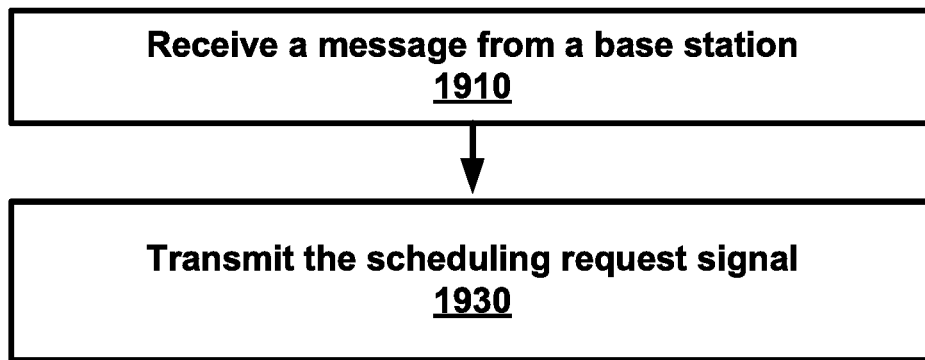 Receive a message from a base station
1910
Transmit the scheduling request signal
1930